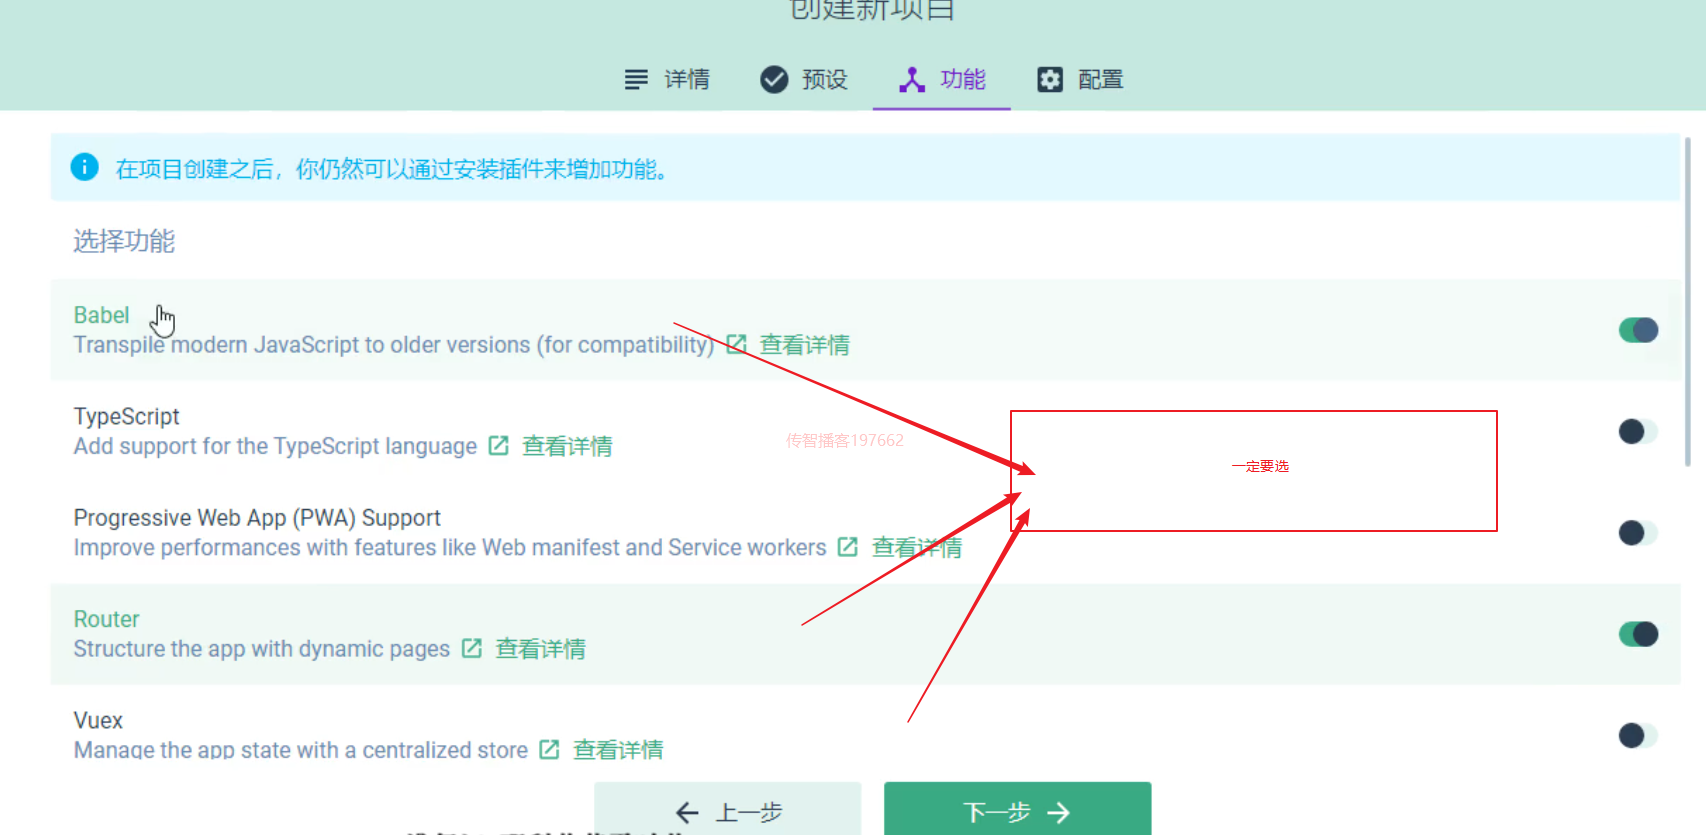 创建新项目
详情 预设 功能 配置
在项目创建之后，你仍然可以通过安装插件来增加功能。
选择功能
Babel
Transpile modern JavaScript to older versions (for compatibility) 查看详情
TypeScript
Add support for the TypeScript language 查看详情
传智播客197662
一定要选
Progressive Web App (PWA) Support
Improve performances with features like Web manifest and Service workers 查看详情
Router
Structure the app with dynamic pages 查看详情
Vuex
Manage the app state with a centralized store 查看详情
上一步 下一步